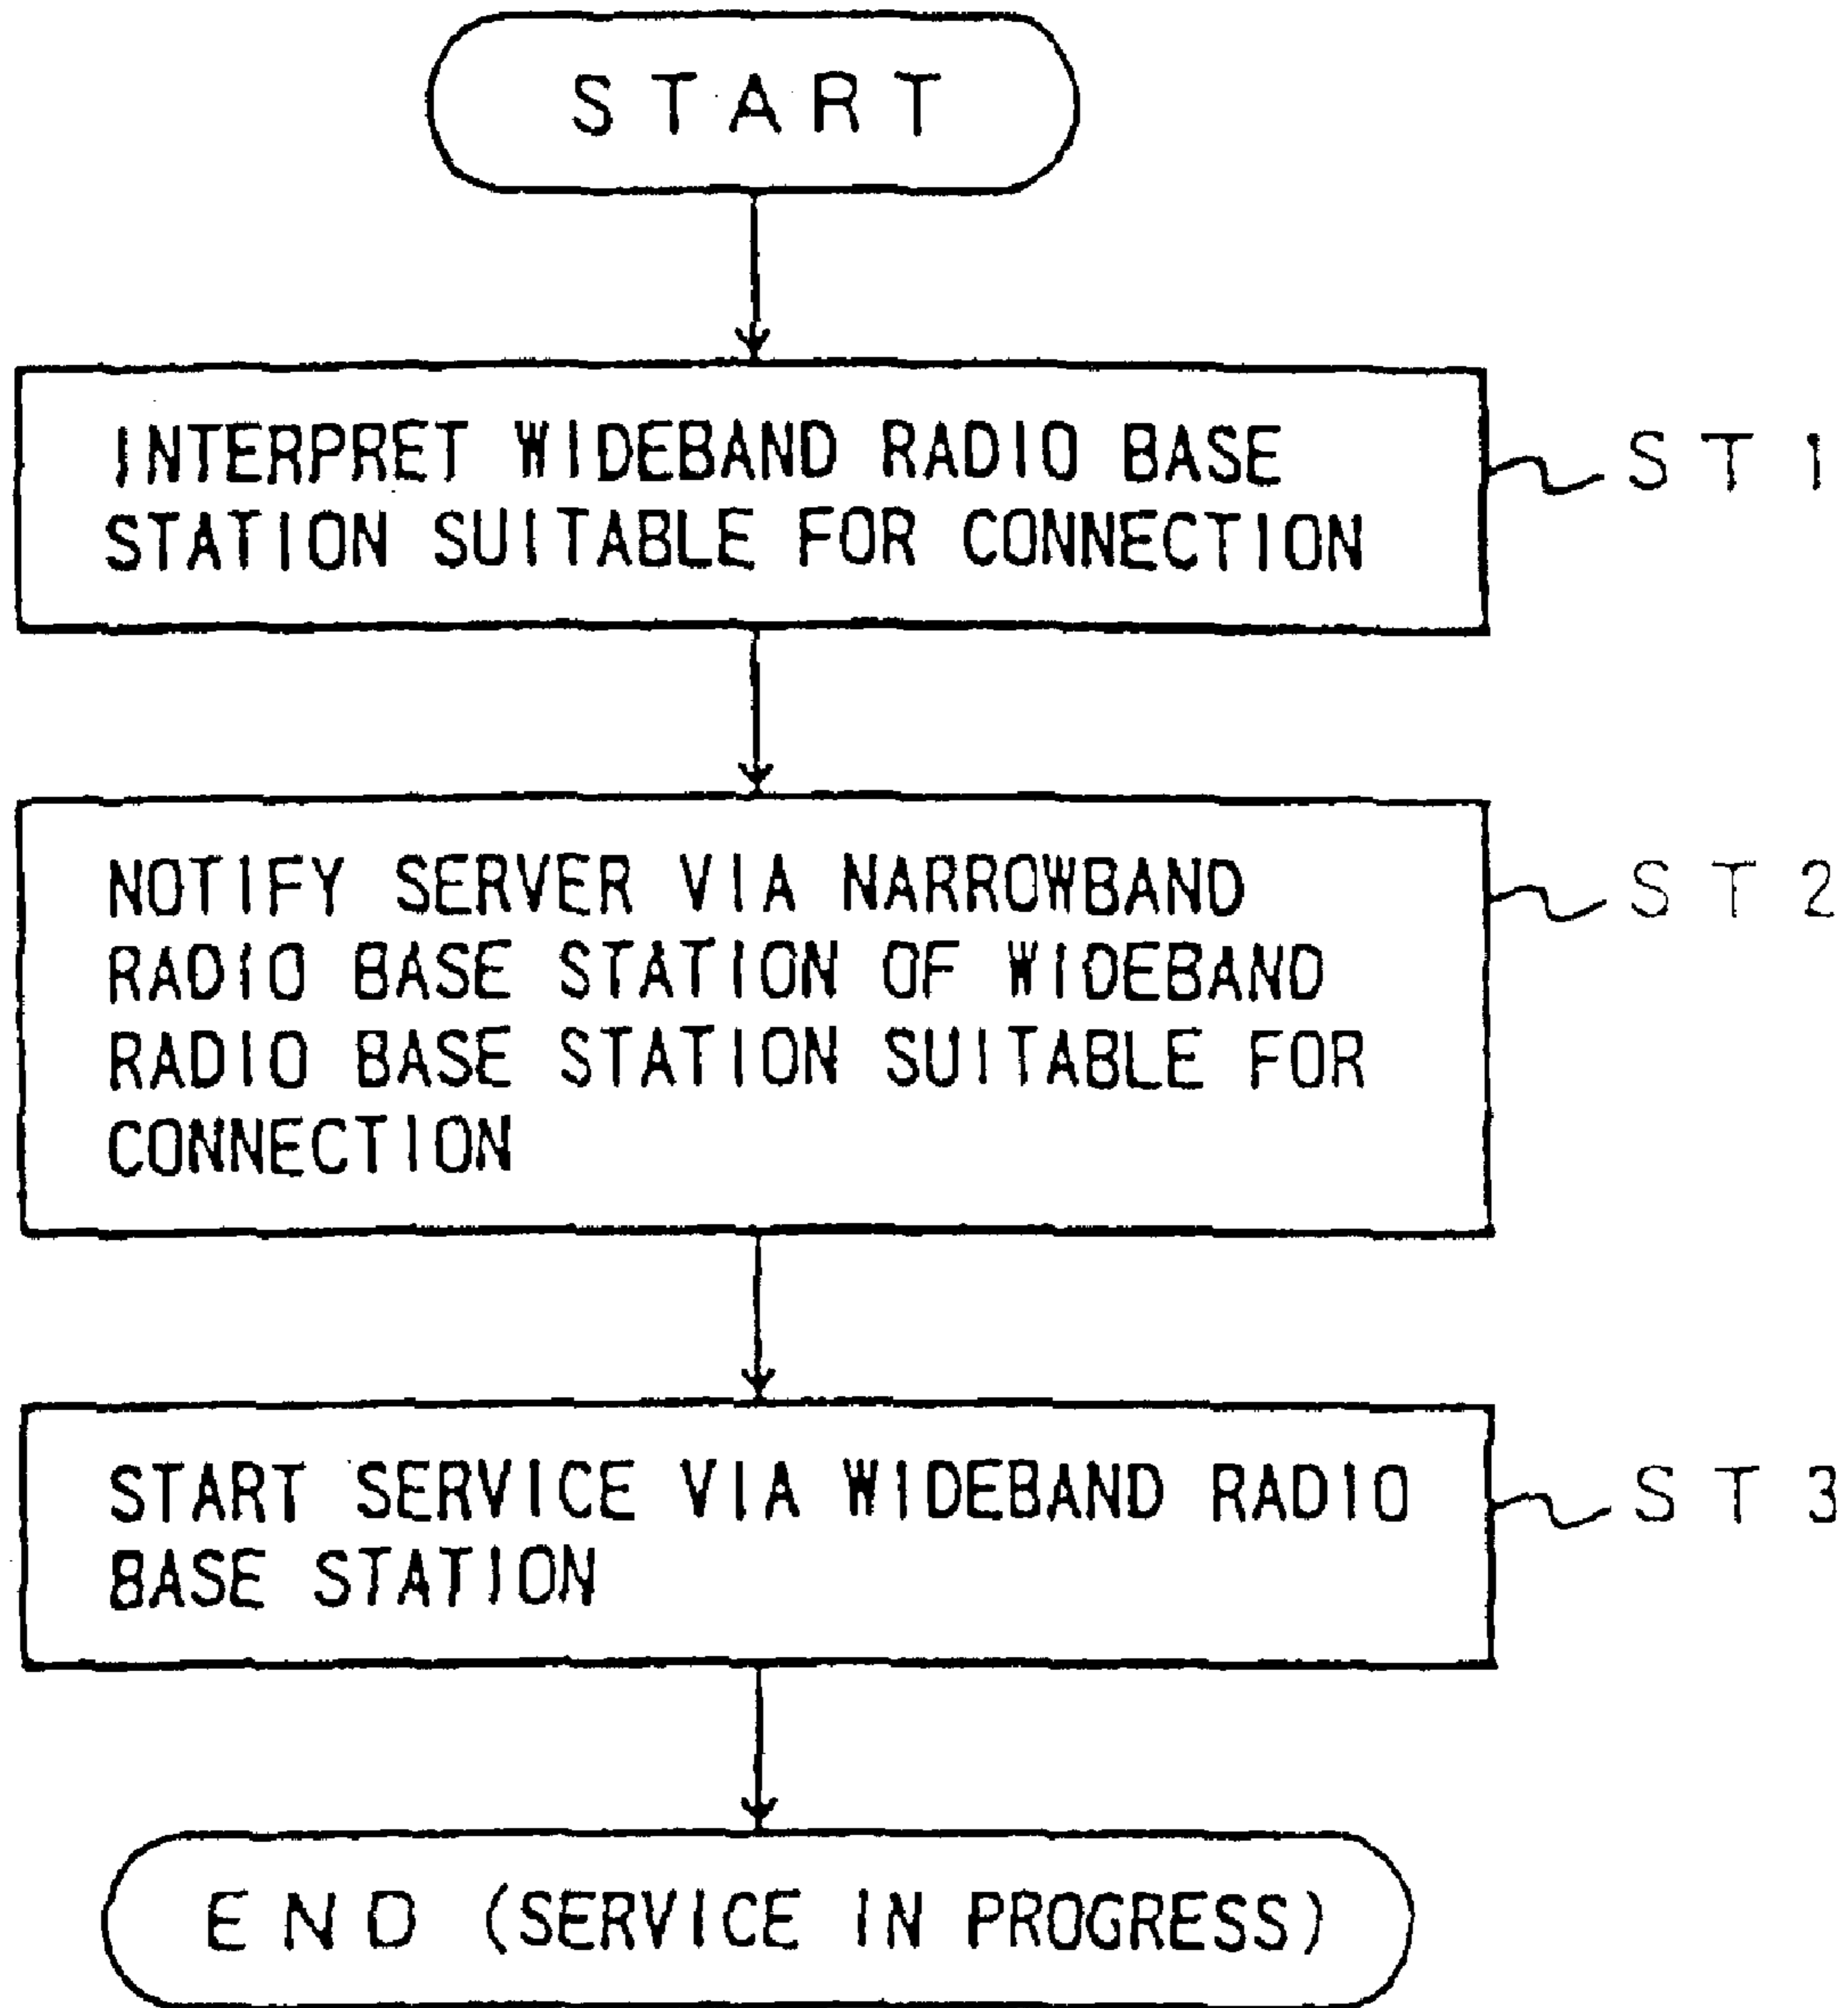 START
INTERPRET WIDEBAND RADIO BASE
STATION SUITABLE FOR CONNECTION
ST1
NOTIFY SERVER VIA NARROWBAND
RADIO BASE STATION OF WIDEBAND
RADIO BASE STATION SUITABLE FOR
CONNECTION
ST2
START SERVICE VIA WIDEBAND RADIO
BASE STATION
ST3
END (SERVICE IN PROGRESS)